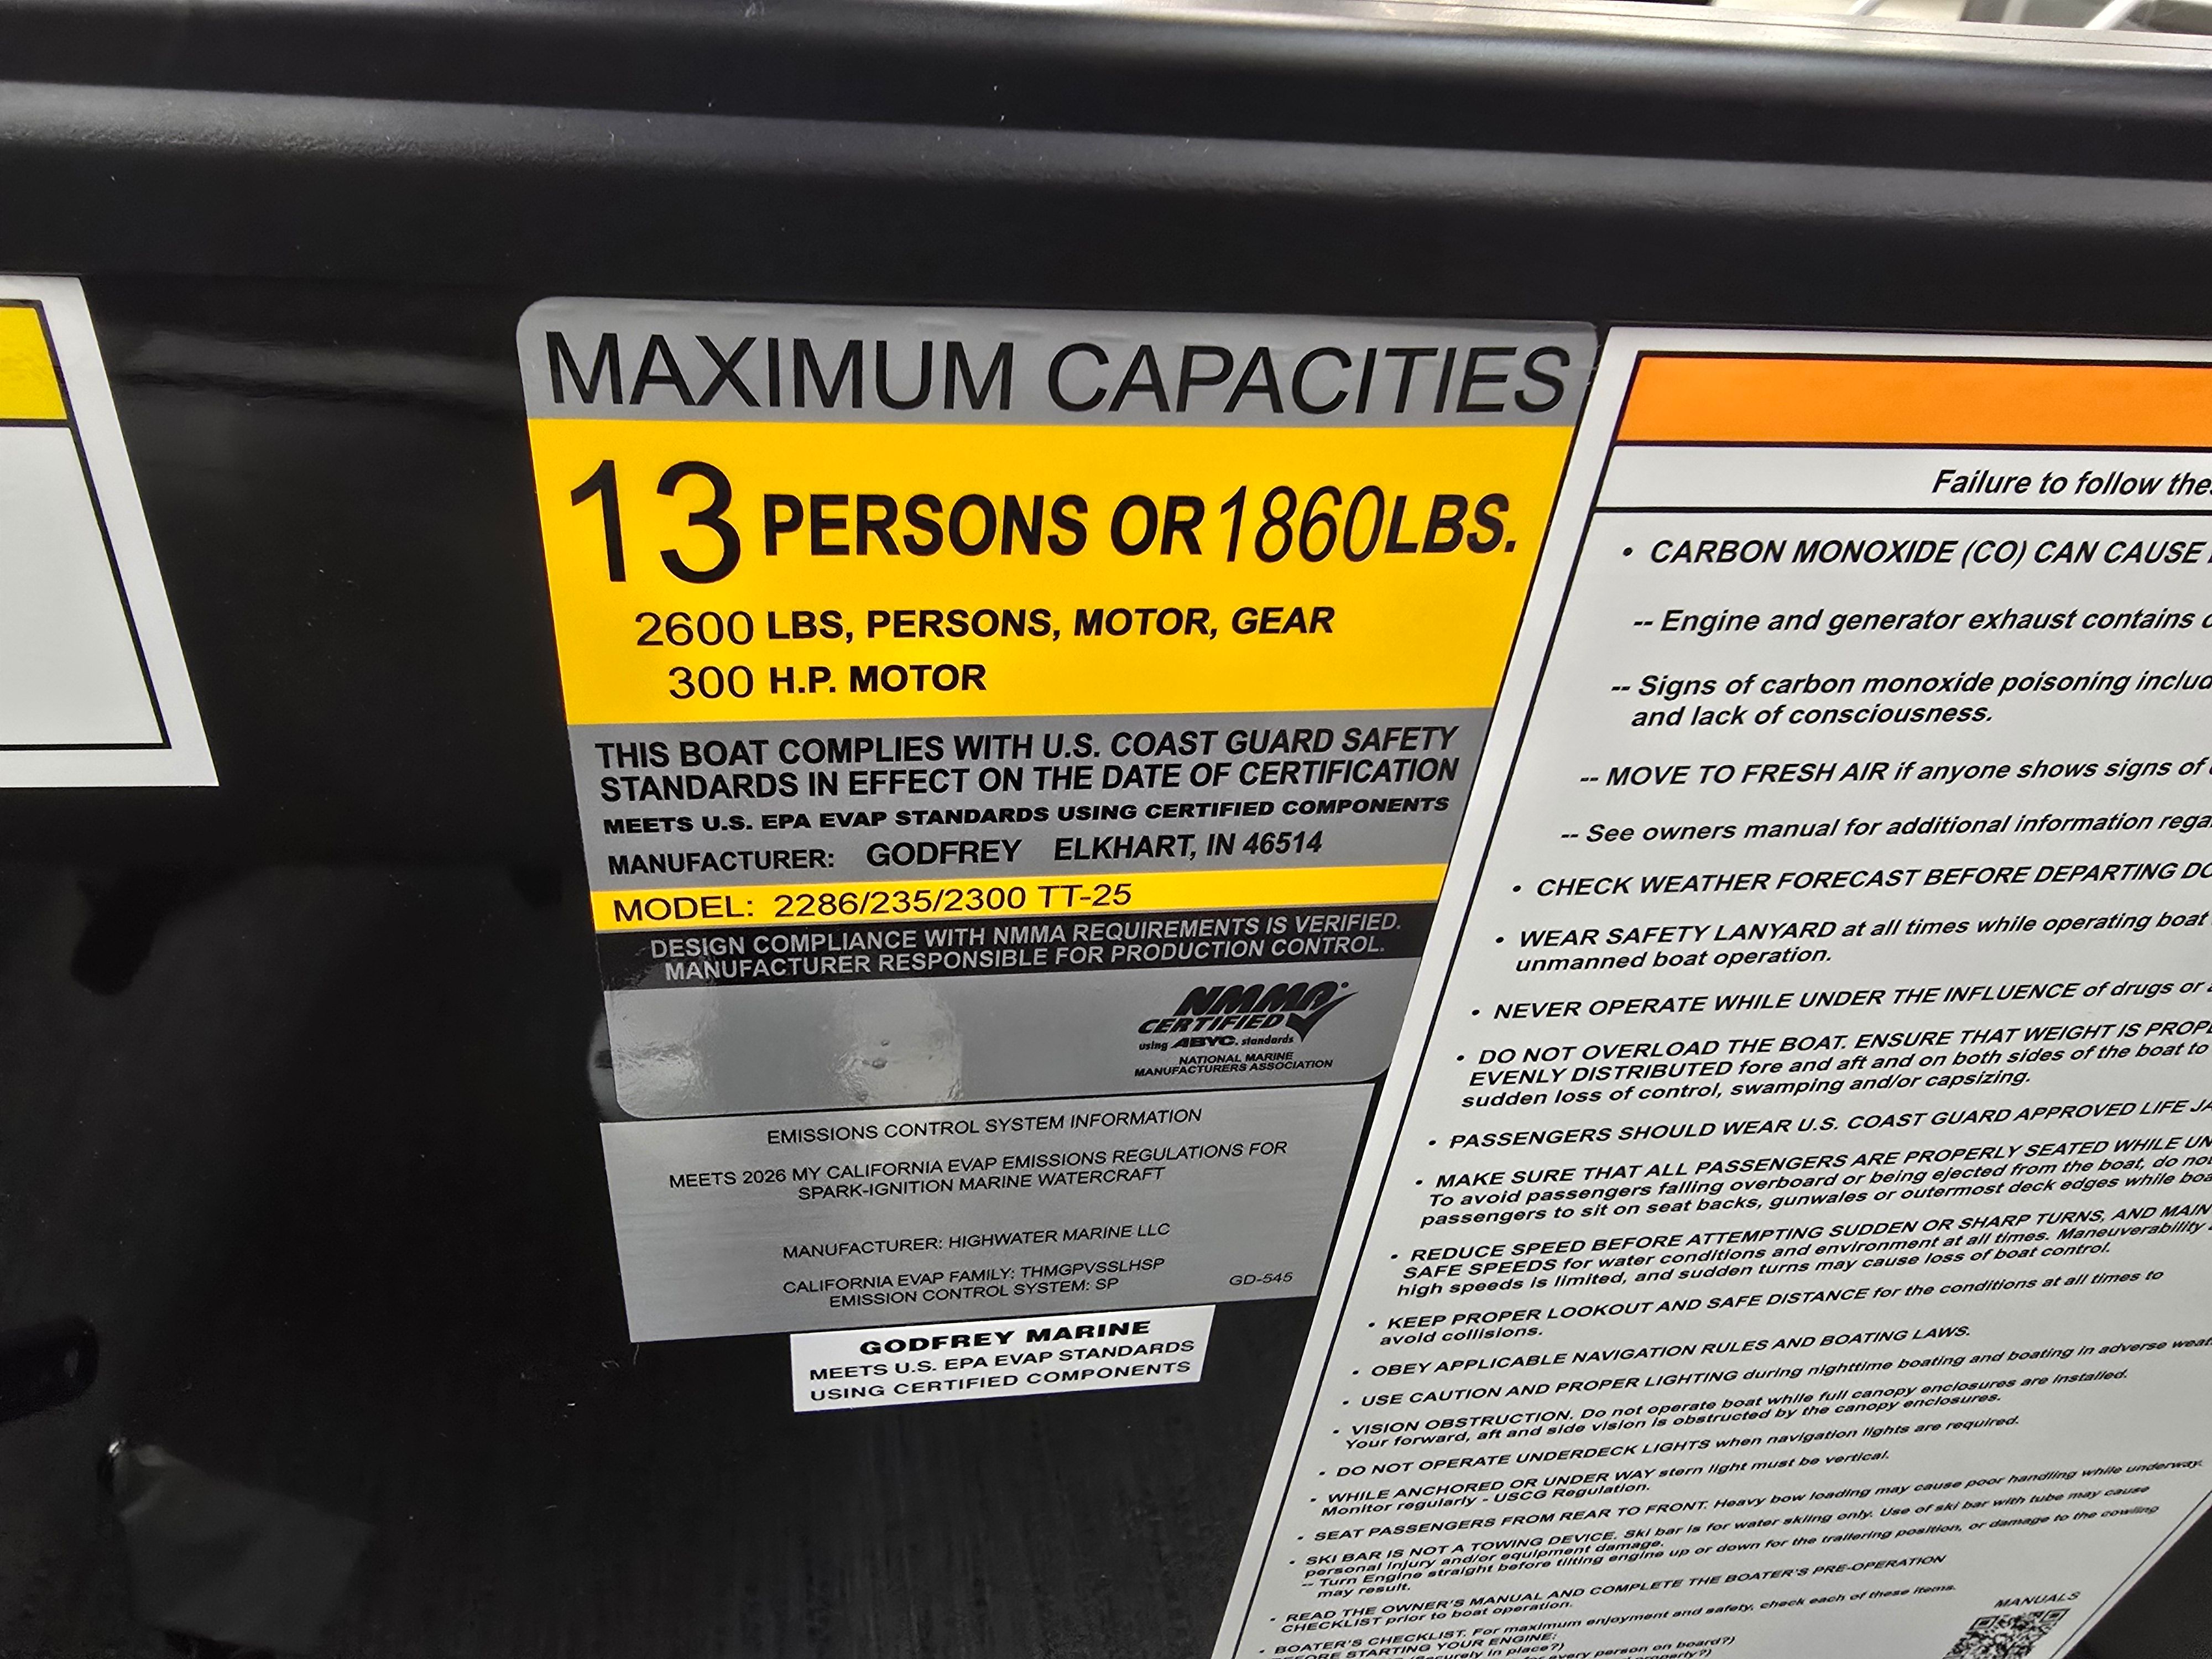 MAXIMUM CAPACITIES
13 PERSONS OR 1860 LBS.
2600 LBS, PERSONS, MOTOR, GEAR
300 H.P. MOTOR
THIS BOAT COMPLIES WITH U.S. COAST GUARD SAFETY
STANDARDS IN EFFECT ON THE DATE OF CERTIFICATION
MEETS U.S. EPA EVAP STANDARDS USING CERTIFIED COMPONENTS
MANUFACTURER: GODFREY ELKHART, IN 46514
MODEL: 2286/235/2300 TT-25
DESIGN COMPLIANCE WITH NMMA REQUIREMENTS IS VERIFIED.
MANUFACTURER RESPONSIBLE FOR PRODUCTION CONTROL.
NMMA
CERTIFIED
using ABYC. standards
NATIONAL MARINE
MANUFACTURERS ASSOCIATION
EMISSIONS CONTROL SYSTEM INFORMATION
MEETS 2026 MY CALIFORNIA EVAP EMISSIONS REGULATIONS FOR
SPARK-IGNITION MARINE WATERCRAFT
MANUFACTURER: HIGHWATER MARINE LLC
CALIFORNIA EVAP FAMILY: THMGPVSSLHSP
EMISSION CONTROL SYSTEM: SP
GD-545
GODFREY MARINE
MEETS U.S. EPA EVAP STANDARDS
USING CERTIFIED COMPONENTS
Failure to follow
• CARBON MONOXIDE (CO) CAN CAUSE
-- Engine and generator exhaust contains
-- Signs of carbon monoxide poisoning
and lack of consciousness.
-- MOVE TO FRESH AIR if anyone shows signs of
-- See owners manual for additional information
• CHECK WEATHER FORECAST BEFORE DEPARTING
• WEAR SAFETY LANYARD at all times while operating boat
unmanned boat operation.
• NEVER OPERATE WHILE UNDER THE INFLUENCE of drugs or
• DO NOT OVERLOAD THE BOAT. ENSURE THAT WEIGHT IS
EVENLY DISTRIBUTED fore and aft and on both sides of the boat to
sudden loss of control, swamping and/or capsizing.
• PASSENGERS SHOULD WEAR U.S. COAST GUARD APPROVED LIFE
• MAKE SURE THAT ALL PASSENGERS ARE PROPERLY SEATED WHILE
To avoid passengers falling overboard or being ejected from the boat, do
passengers to sit on seat backs, gunwales or outermost deck edges while
• REDUCE SPEED BEFORE ATTEMPTING SUDDEN OR SHARP TURNS, AND
SAFE SPEEDS for water conditions and environment at all times. Maneuverability
high speeds is limited, and sudden turns may cause loss of boat control.
• KEEP PROPER LOOKOUT AND SAFE DISTANCE for the conditions at all times to
avoid collisions.
• OBEY APPLICABLE NAVIGATION RULES AND BOATING LAWS.
• USE CAUTION AND PROPER LIGHTING during nighttime boating and boating in adverse
• VISION OBSTRUCTION. Do not operate boat while full canopy enclosures are installed.
Your forward, aft and side vision is obstructed by the canopy enclosures.
• DO NOT OPERATE UNDERDECK LIGHTS when navigation lights are required.
• WHILE ANCHORED OR UNDER WAY stern light must be vertical.
Monitor regularly - USCG Regulation.
• SEAT PASSENGERS FROM REAR TO FRONT. Heavy bow loading may cause poor handling while underway.
• SKI BAR IS NOT A TOWING DEVICE. Ski bar is for water skiing only. Use of ski bar with tube may cause
personal injury and/or equipment damage.
-- Turn Engine straight before tilting engine up or down for the trailering position, or damage to the cowling
may result.
• READ THE OWNER'S MANUAL AND COMPLETE THE BOATER'S PRE-OPERATION
CHECKLIST prior to boat operation.
• BOATER'S CHECKLIST. For maximum enjoyment and safety, check each of these items.
STARTING YOUR ENGINE:
in place?)
every person on board?)
MANUALS